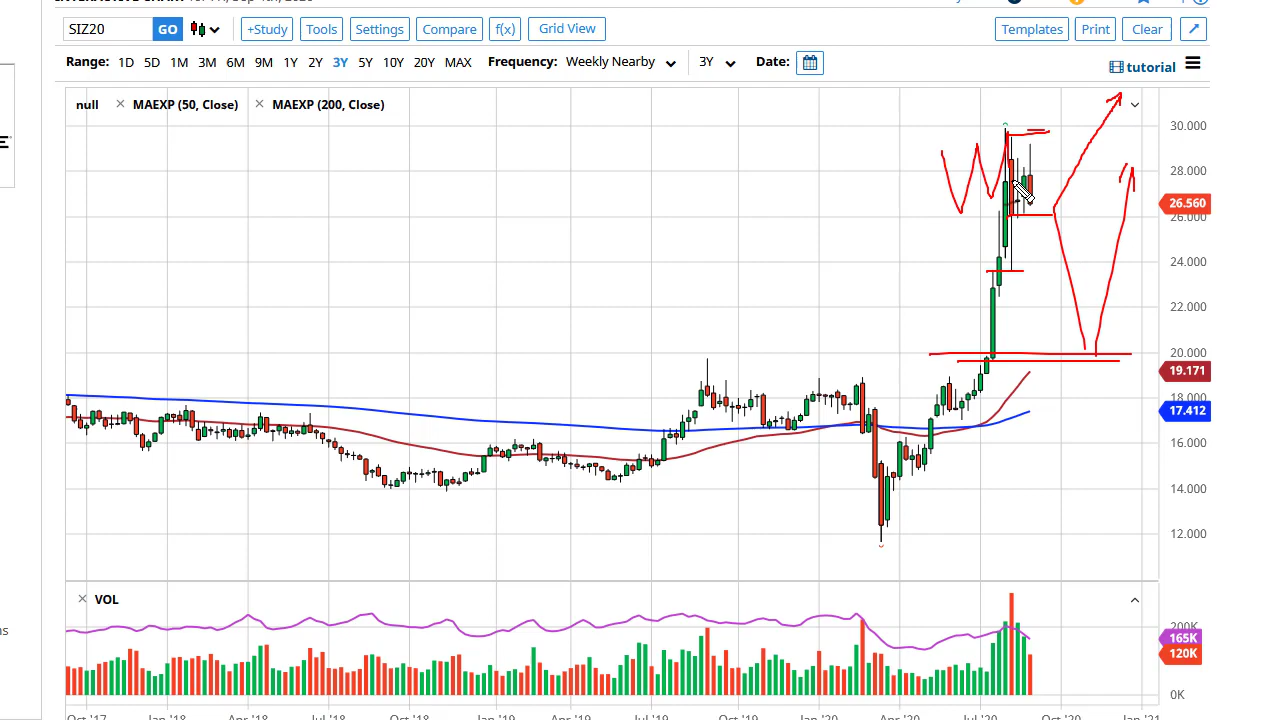 SIZ20 GO +Study Tools Settings Compare f(x) Grid View Templates Print Clear
Range: 1D 5D 1M 3M 6M 9M 1Y 2Y 3Y 5Y 10Y 20Y MAX Frequency: Weekly Nearby 3Y Date: tutorial
null × MAEXP (50, Close) × MAEXP (200, Close)
30.000
28.000
26.560
26.000
24.000
22.000
20.000
19.171
18.000
17.412
16.000
14.000
12.000
× VOL
200K
165K
120K
0K
Oct '17 Jan '18 Apr '18 Jul '18 Oct '18 Jan '19 Apr '19 Jul '19 Oct '19 Jan '20 Apr '20 Jul '20 Oct '20 Jan '21